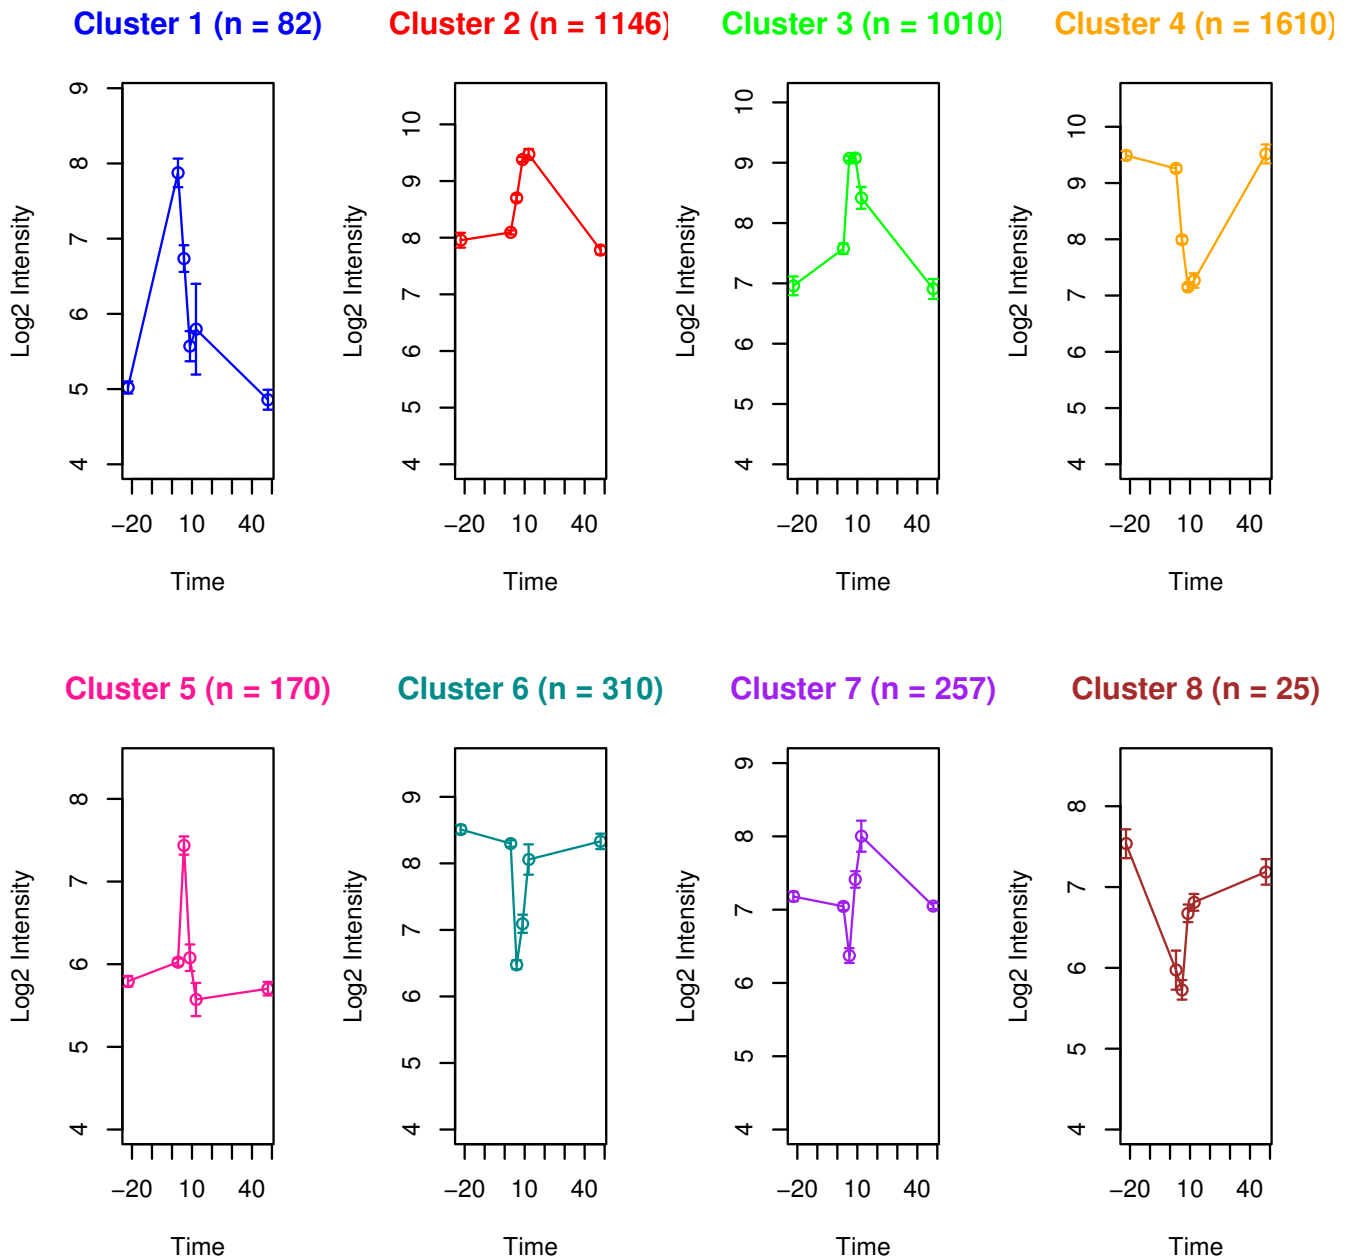 Cluster 1 (n = 82)
Cluster 2 (n = 1146)
Cluster 3 (n = 1010)
Cluster 4 (n = 1610)
Log2 Intensity
9
8
7
6
5
4
−20 10 40
Time
Log2 Intensity
10
9
8
7
6
5
4
−20 10 40
Time
Log2 Intensity
10
9
8
7
6
5
4
−20 10 40
Time
Log2 Intensity
10
9
8
7
6
5
4
−20 10 40
Time
Cluster 5 (n = 170)
Cluster 6 (n = 310)
Cluster 7 (n = 257)
Cluster 8 (n = 25)
Log2 Intensity
8
7
6
5
4
−20 10 40
Time
Log2 Intensity
9
8
7
6
5
4
−20 10 40
Time
Log2 Intensity
9
8
7
6
5
4
−20 10 40
Time
Log2 Intensity
8
7
6
5
4
−20 10 40
Time